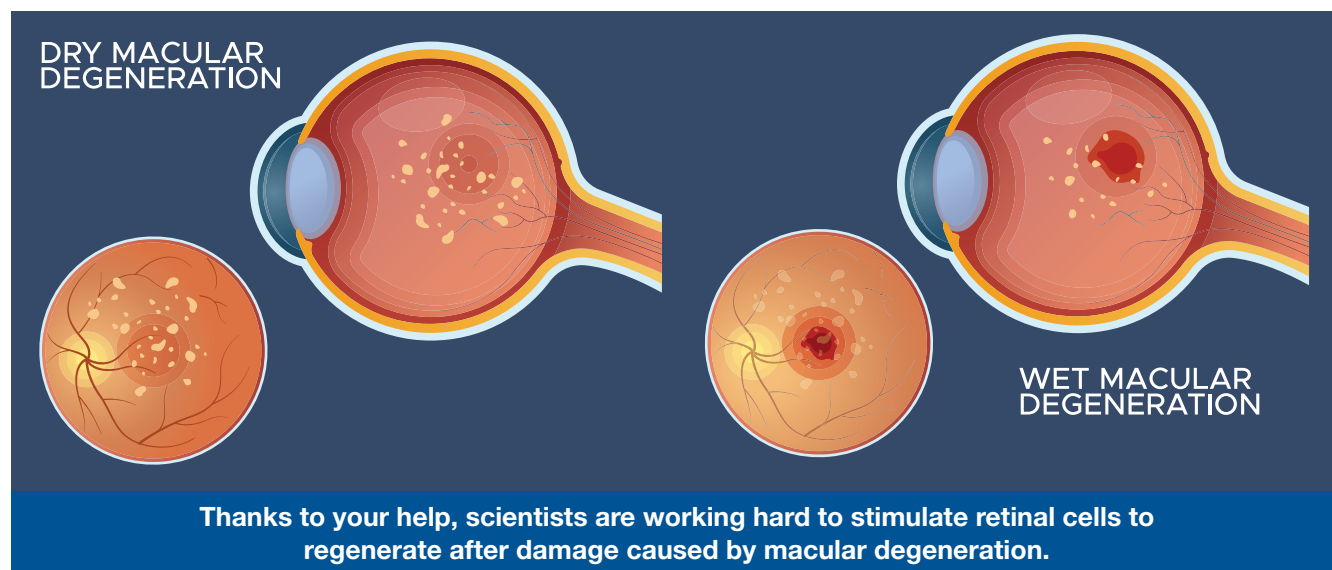 DRY MACULAR
DEGENERATION
WET MACULAR
DEGENERATION
Thanks to your help, scientists are working hard to stimulate retinal cells to
regenerate after damage caused by macular degeneration.